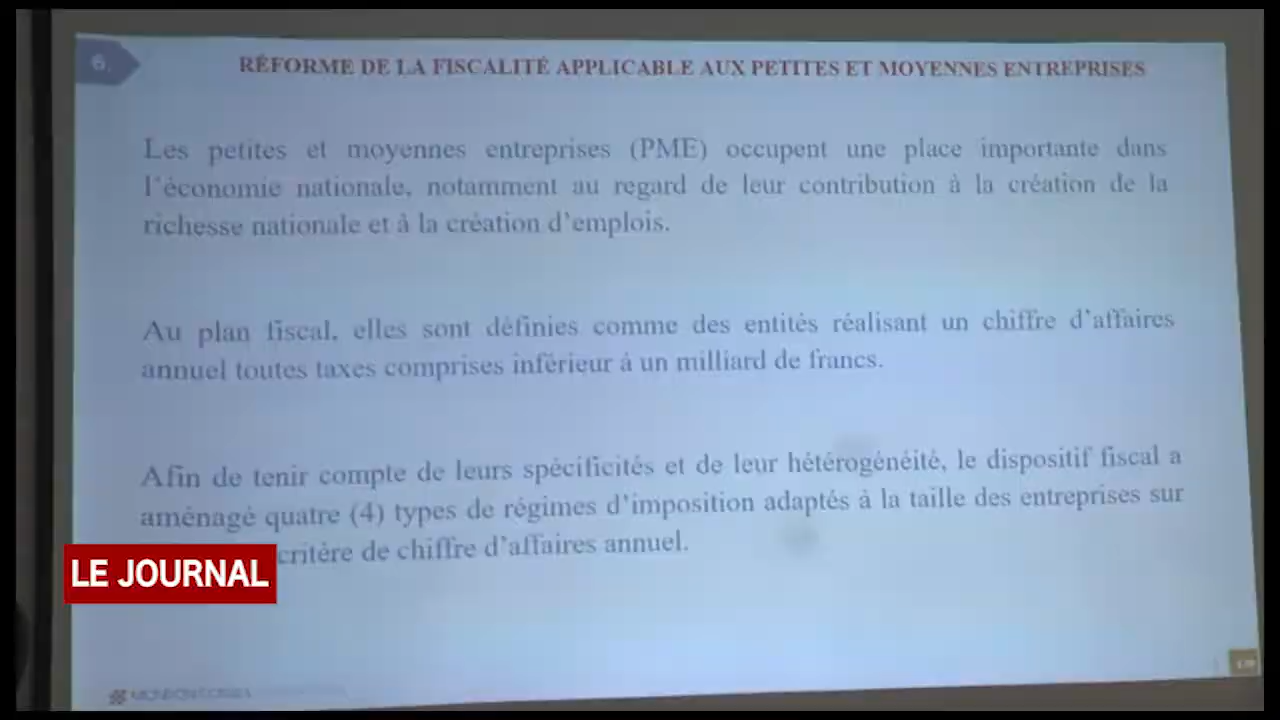 6
RÉFORME DE LA FISCALITÉ APPLICABLE AUX PETITES ET MOYENNES ENTREPRISES
Les petites et moyennes entreprises (PME) occupent une place importante dans
l'économie nationale, notamment au regard de leur contribution à la création de la
richesse nationale et à la création d'emplois.
Au plan fiscal, elles sont définies comme des entités réalisant un chiffre d'affaires
annuel toutes taxes comprises inférieur à un milliard de francs.
Afin de tenir compte de leurs spécificités et de leur hétérogénéité, le dispositif fiscal a
aménagé quatre (4) types de régimes d'imposition adaptés à la taille des entreprises sur
critère de chiffre d'affaires annuel.
LE JOURNAL